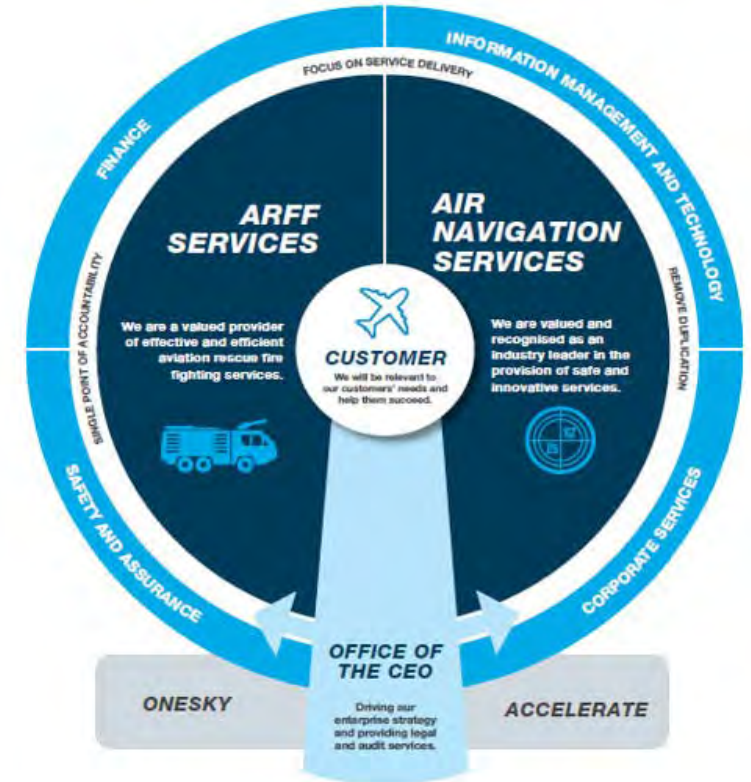 INFORMATION MANAGEMENT AND TECHNOLOGY
FOCUS ON SERVICE DELIVERY
FINANCE
ARFF
SERVICES
AIR
NAVIGATION
SERVICES
SINGLE POINT OF ACCOUNTABILITY
REMOVE DUPLICATION
We are a valued provider
of effective and efficient
aviation rescue fire
fighting services.
CUSTOMER
We will be relevant to
our customers' needs and
help them succeed.
We are valued and
recognised as an
industry leader in the
provision of safe and
innovative services.
SAFETY AND ASSURANCE
CORPORATE SERVICES
OFFICE OF
THE CEO
Driving our
enterprise strategy
and providing legal
and audit services.
ONESKY
ACCELERATE